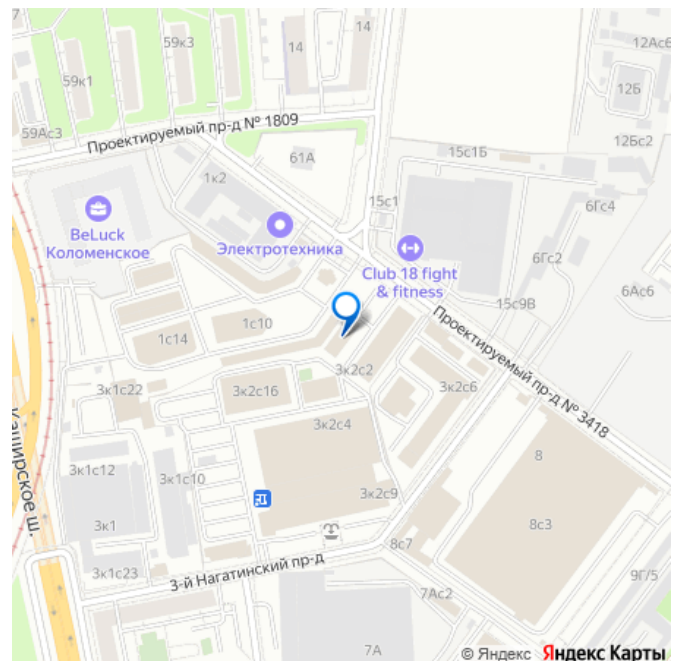 59к3
14
14
12Ас6
59к1
12Б
59Ас3
Проектируемый пр-д № 1809
12Бс2
61А
15с1Б
1к2
15с1
6Гс4
BeLuck
Коломенское
Электротехника
6Гс2
Club 18 fight
& fitness
6Ас6
15с9В
1с10
1с14
Проектируемый пр-д № 3418
3к2с2
3к1с22
3к2с16
3к2с6
Каширское ш.
3к2с4
3к1с12
3к1с10
8
3к2с9
3к1
8с3
8с7
3к1с23
3-й Нагатинский пр-д
9Г/5
7Ас2
7А
© Яндекс Яндекс Карты